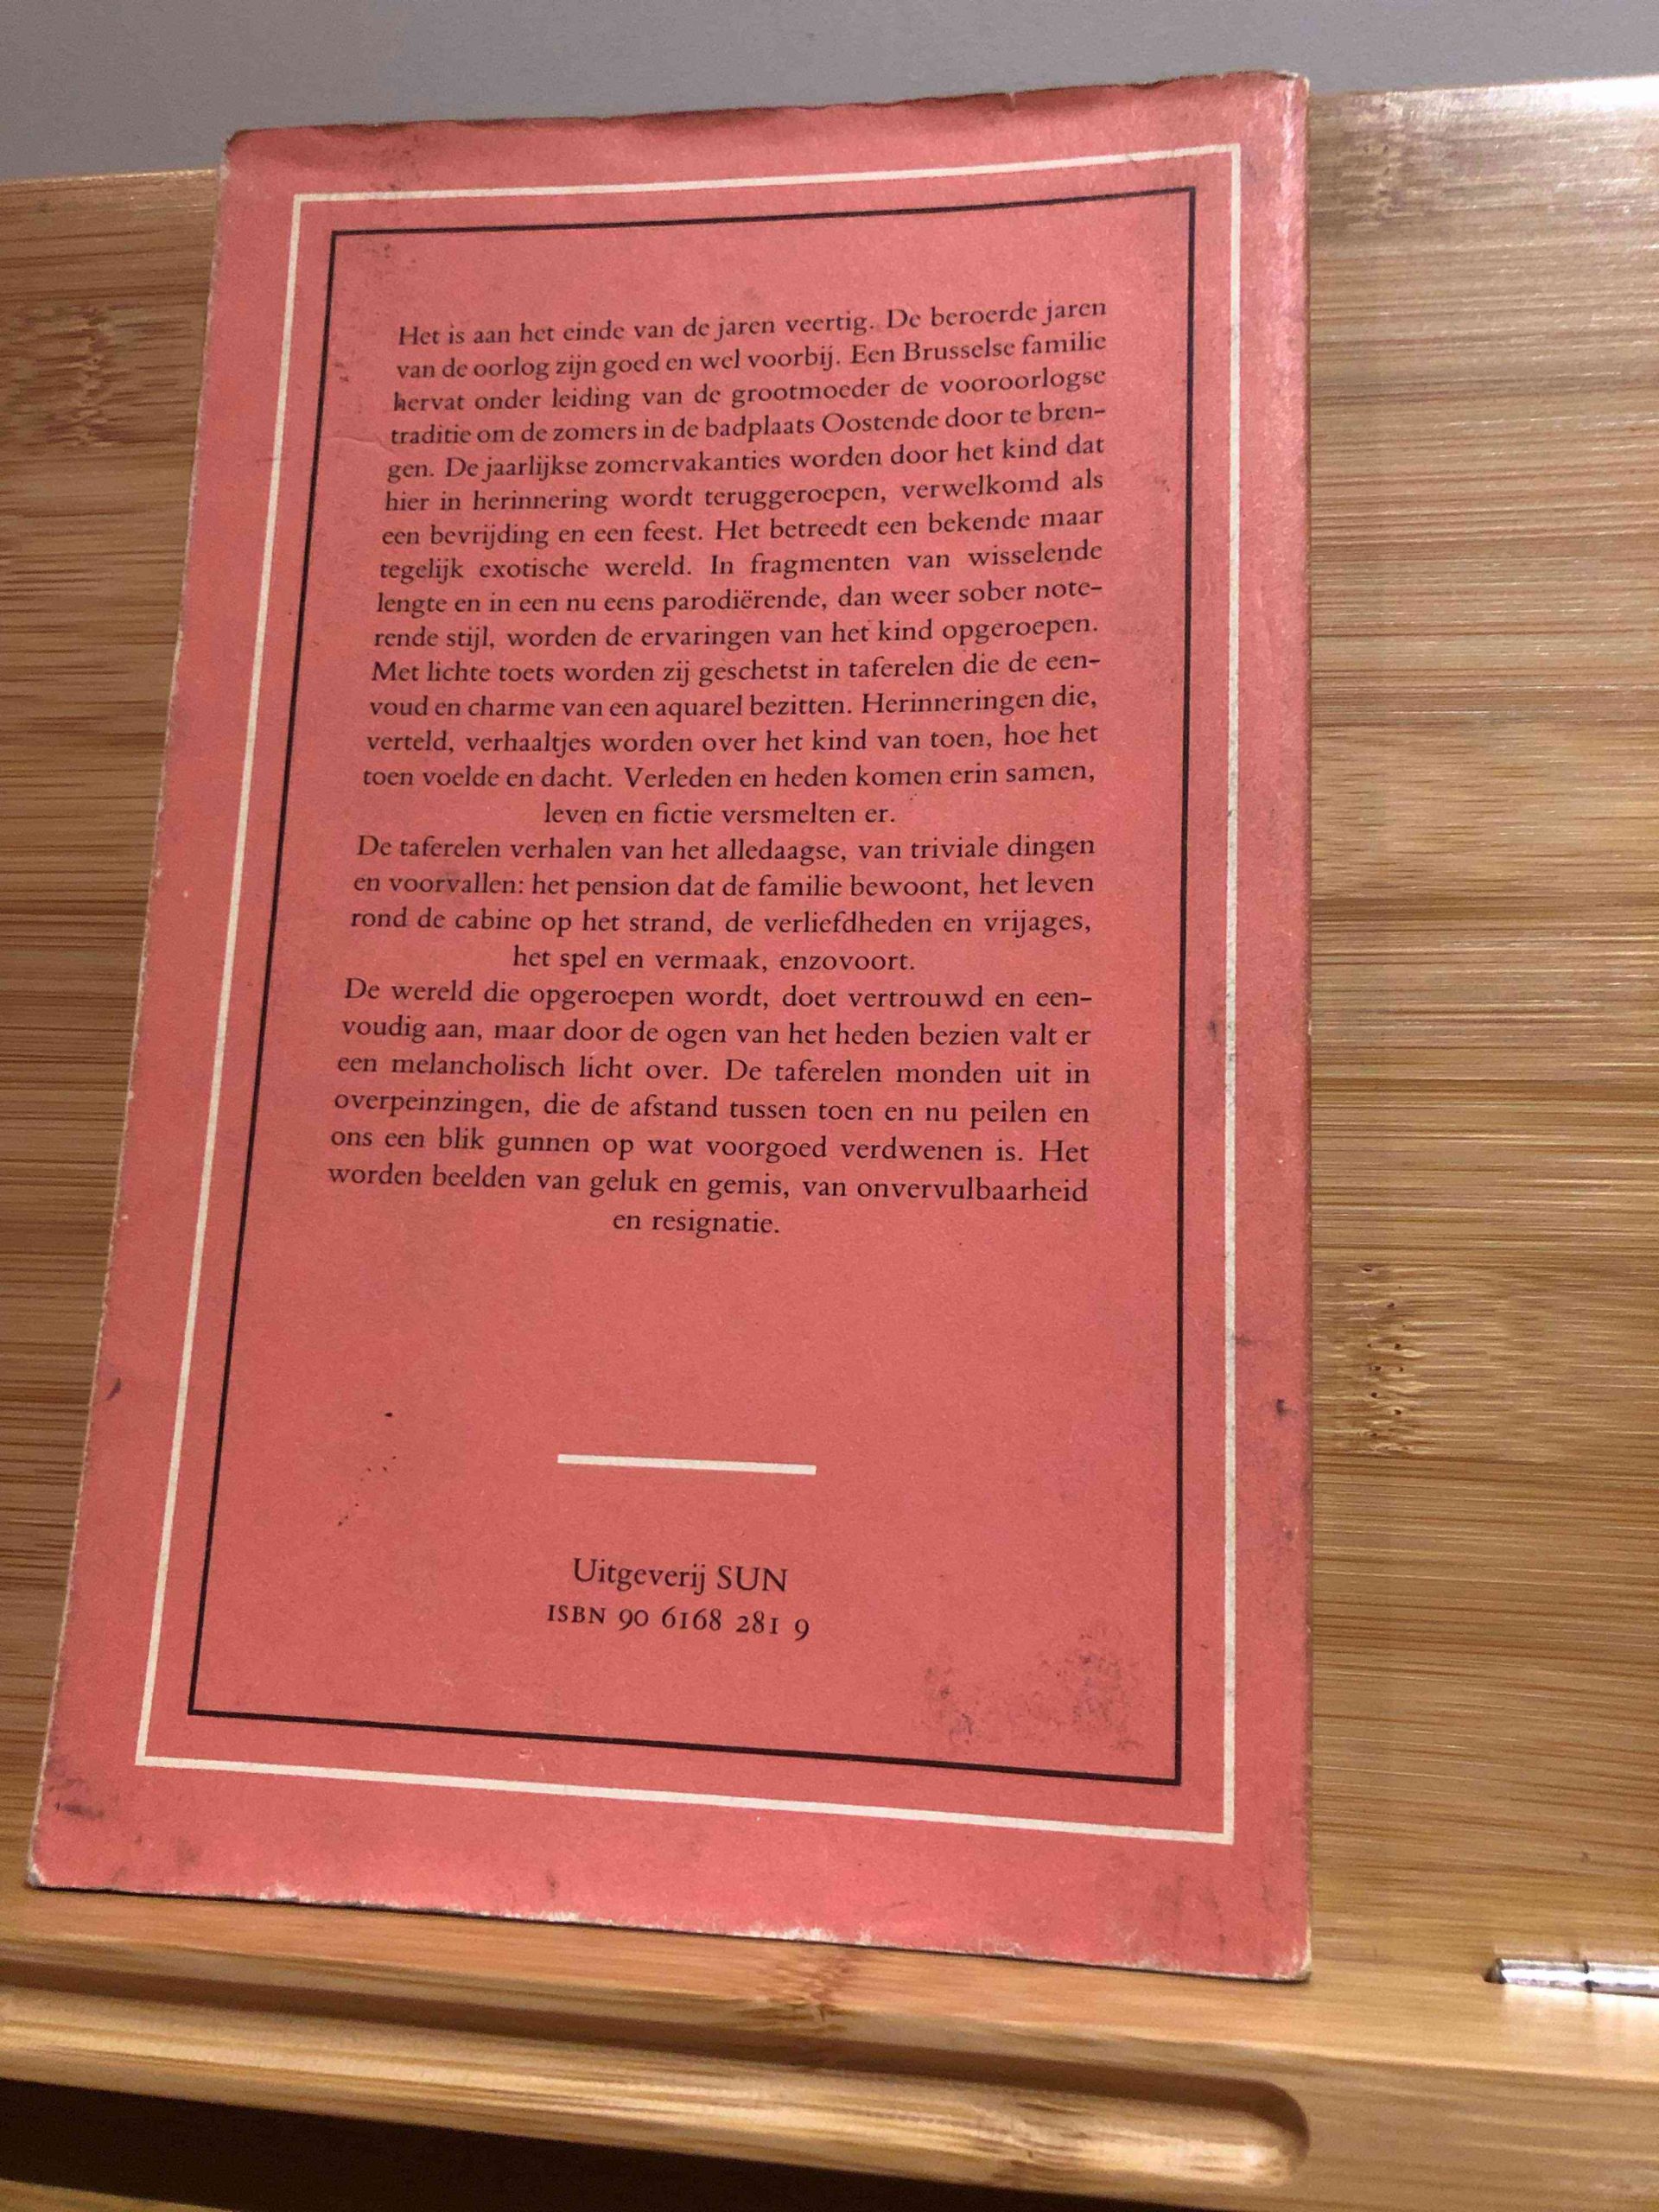 Het is aan het einde van de jaren veertig. De beroerde jaren
van de oorlog zijn goed en wel voorbij. Een Brusselse familie
hervat onder leiding van de grootmoeder de vooroorlogse
traditie om de zomers in de badplaats Oostende door te bren-
gen. De jaarlijkse zomervakanties worden door het kind dat
hier in herinnering wordt teruggeroepen, verwelkomd als
een bevrijding en een feest. Het betreedt een bekende maar
tegelijk exotische wereld. In fragmenten van wisselende
lengte en in een nu eens parodiërende, dan weer sober note-
rende stijl, worden de ervaringen van het kind opgeroepen.
Met lichte toets worden zij geschetst in taferelen die de een-
voud en charme van een aquarel bezitten. Herinneringen die,
verteld, verhaaltjes worden over het kind van toen, hoe het
toen voelde en dacht. Verleden en heden komen erin samen,
leven en fictie versmelten er.
De taferelen verhalen van het alledaagse, van triviale dingen
en voorvallen: het pension dat de familie bewoont, het leven
rond de cabine op het strand, de verliefdheden en vrijages,
het spel en vermaak, enzovoort.
De wereld die opgeroepen wordt, doet vertrouwd en een-
voudig aan, maar door de ogen van het heden bezien valt er
een melancholisch licht over. De taferelen monden uit in
overpeinzingen, die de afstand tussen toen en nu peilen en
ons een blik gunnen op wat voorgoed verdwenen is. Het
worden beelden van geluk en gemis, van onvervulbaarheid
en resignatie.
Uitgeverij SUN
ISBN 90 6168 281 9